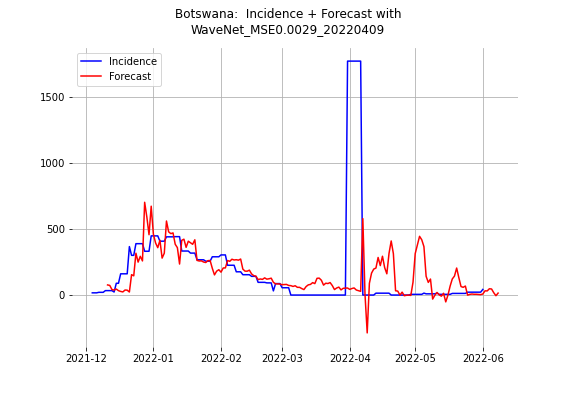 Botswana:  Incidence + Forecast with
WaveNet_MSE0.0029_20220409
Incidence
Forecast
1500
1000
500
0
2021-12
2022-01
2022-02
2022-03
2022-04
2022-05
2022-06